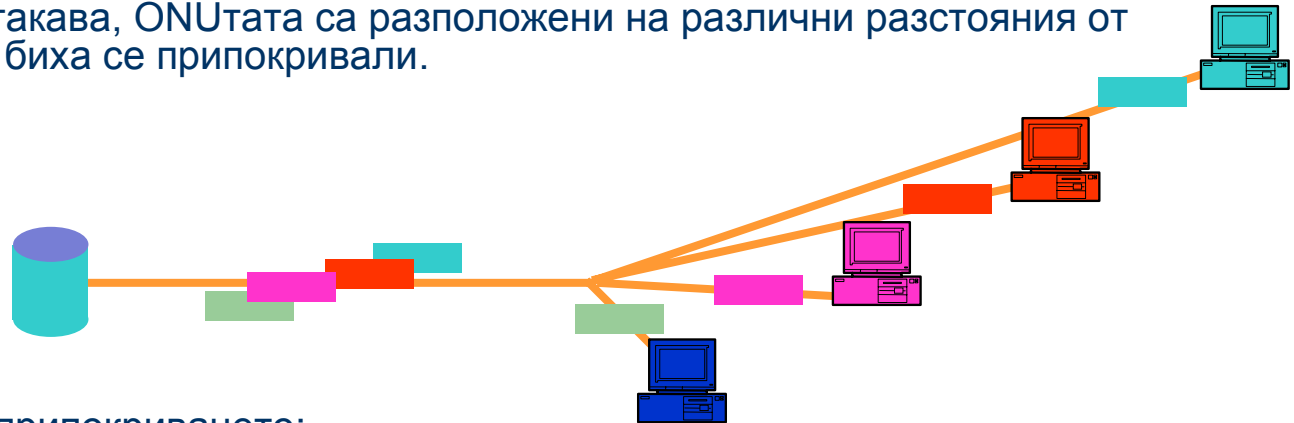 такава, ONUтата са разположени на различни разстояния от
биха се припокривали.
припокриването: